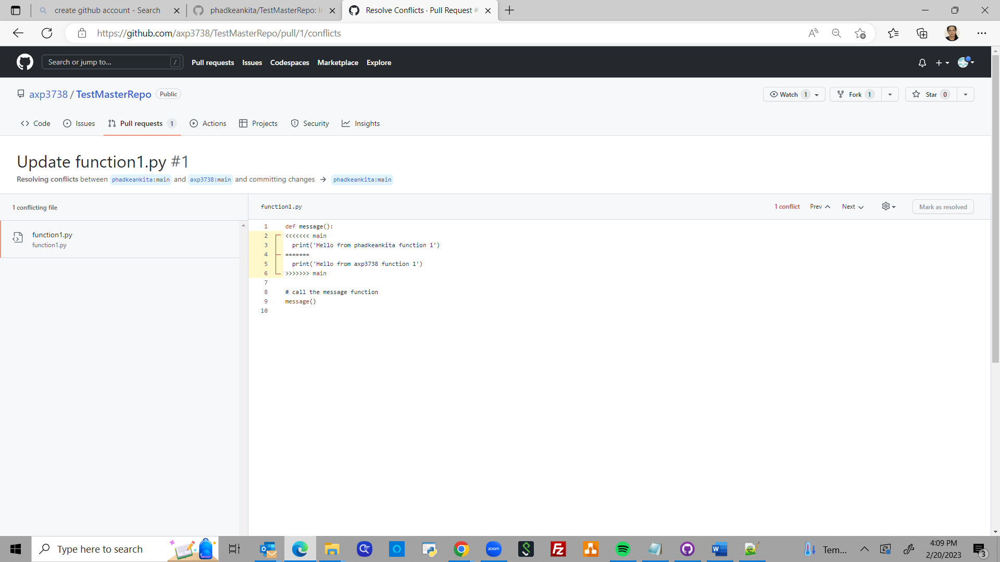 create github account - Search
phadkeankita/TestMasterRepo: In
Resolve Conflicts · Pull Request #
https://github.com/axp3738/TestMasterRepo/pull/1/conflicts
Search or jump to... /
Pull requests Issues Codespaces Marketplace Explore
axp3738 / TestMasterRepo Public
Watch 1 Fork 1 Star 0
Code Issues Pull requests 1 Actions Projects Security Insights
Update function1.py #1
Resolving conflicts between phadkeankita:main and axp3738:main and committing changes → phadkeankita:main
1 conflicting file
function1.py
function1.py
function1.py 1 conflict Prev Next Mark as resolved
1 def message():
2 <<<<<<< main
3 print('Hello from phadkeankita function 1')
4 =======
5 print('Hello from axp3738 function 1')
6 >>>>>>> main
7
8 # call the message function
9 message()
10
Type here to search
zoom
Tem...
4:09 PM
2/20/2023
3